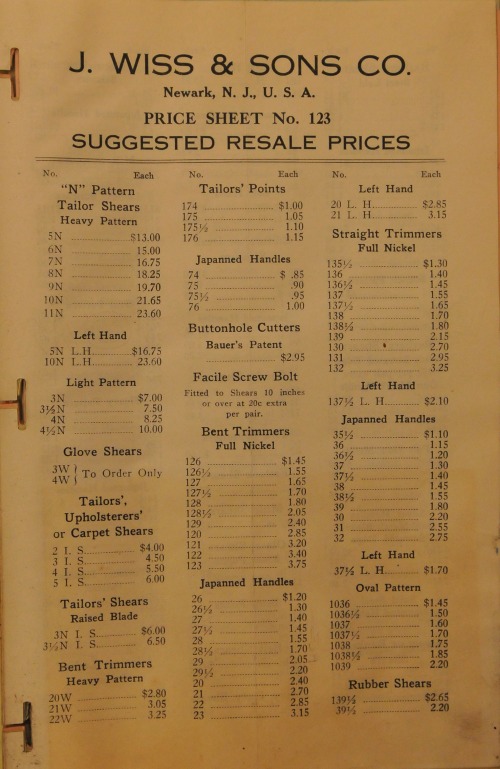 J. WISS & SONS CO.
Newark, N. J., U. S. A.
PRICE SHEET No. 123
SUGGESTED RESALE PRICES
No. Each
"N" Pattern
Tailor Shears
Heavy Pattern
5N $13.00
6N 15.00
7N 16.75
8N 18.25
9N 19.70
10N 21.65
11N 23.60
Left Hand
5N L.H. $16.75
10N L.H. 23.60
Light Pattern
3N $7.00
3½N 7.50
4N 8.25
4½N 10.00
Glove Shears
3W } To Order Only
4W
Tailors',
Upholsterers'
or Carpet Shears
2 I. S. $4.00
3 I. S. 4.50
4 I. S. 5.50
5 I. S. 6.00
Tailors' Shears
Raised Blade
3N I. S. $6.00
3½N I. S. 6.50
Bent Trimmers
Heavy Pattern
20W $2.80
21W 3.05
22W 3.25
No. Each
Tailors' Points
174 $1.00
175 1.05
175½ 1.10
176 1.15
Japanned Handles
74 $ .85
75 .90
75½ .95
76 1.00
Buttonhole Cutters
Bauer's Patent
$2.95
Facile Screw Bolt
Fitted to Shears 10 inches
or over at 20c extra
per pair.
Bent Trimmers
Full Nickel
126 $1.45
126½ 1.55
127 1.65
127½ 1.70
128 1.80
128½ 2.05
129 2.40
120 2.85
121 3.20
122 3.40
123 3.75
Japanned Handles
26 $1.20
26½ 1.30
27 1.40
27½ 1.45
28 1.55
28½ 1.70
29 2.05
29½ 2.20
20 2.40
21 2.70
22 2.85
23 3.15
No. Each
Left Hand
20 L. H. $2.85
21 L. H. 3.15
Straight Trimmers
Full Nickel
135½ $1.30
136 1.40
136½ 1.45
137 1.55
137½ 1.65
138 1.70
138½ 1.80
139 2.15
130 2.70
131 2.95
132 3.25
Left Hand
137½ L. H. $2.10
Japanned Handles
35½ $1.10
36 1.15
36½ 1.20
37 1.30
37½ 1.40
38 1.45
38½ 1.55
39 1.80
30 2.20
31 2.55
32 2.75
Left Hand
37½ L. H. $1.70
Oval Pattern
1036 $1.45
1036½ 1.50
1037 1.60
1037½ 1.70
1038 1.75
1038½ 1.85
1039 2.20
Rubber Shears
139½ $2.65
39½ 2.20